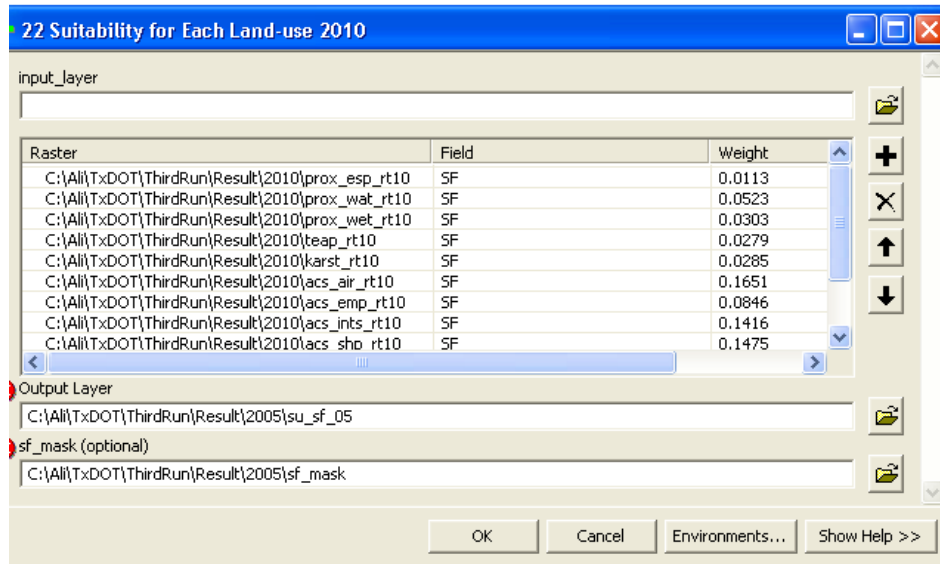 22 Suitability for Each Land-use 2010
input_layer
Raster Field Weight
C:\Ali\TxDOT\ThirdRun\Result\2010\prox_esp_rt10 SF 0.0113
C:\Ali\TxDOT\ThirdRun\Result\2010\prox_wat_rt10 SF 0.0523
C:\Ali\TxDOT\ThirdRun\Result\2010\prox_wet_rt10 SF 0.0303
C:\Ali\TxDOT\ThirdRun\Result\2010\teap_rt10 SF 0.0279
C:\Ali\TxDOT\ThirdRun\Result\2010\karst_rt10 SF 0.0285
C:\Ali\TxDOT\ThirdRun\Result\2010\acs_air_rt10 SF 0.1651
C:\Ali\TxDOT\ThirdRun\Result\2010\acs_emp_rt10 SF 0.0846
C:\Ali\TxDOT\ThirdRun\Result\2010\acs_ints_rt10 SF 0.1416
C:\Ali\TxDOT\ThirdRun\Result\2010\acs_shp_rt10 SF 0.1475
Output Layer
C:\Ali\TxDOT\ThirdRun\Result\2005\su_sf_05
sf_mask (optional)
C:\Ali\TxDOT\ThirdRun\Result\2005\sf_mask
OK Cancel Environments... Show Help >>